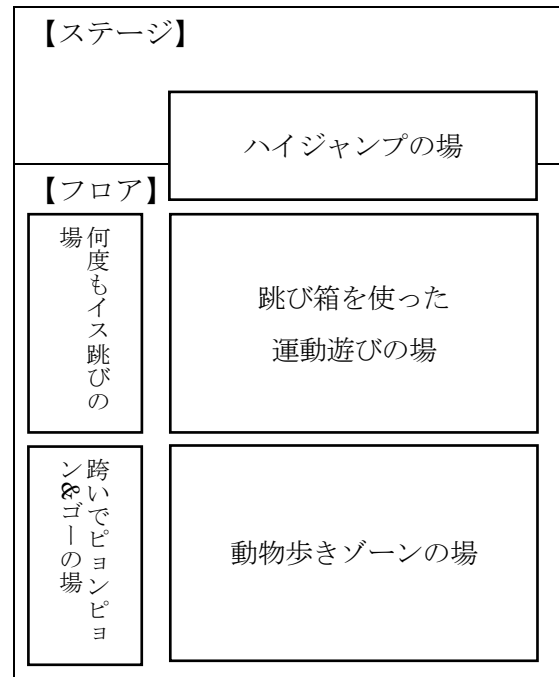 【ステージ】
ハイジャンプの場
【フロア】
何度もイス跳びの
場
跳び箱を使った
運動遊びの場
跨いでピョンピョ
ン&ゴーの場
動物歩きゾーンの場